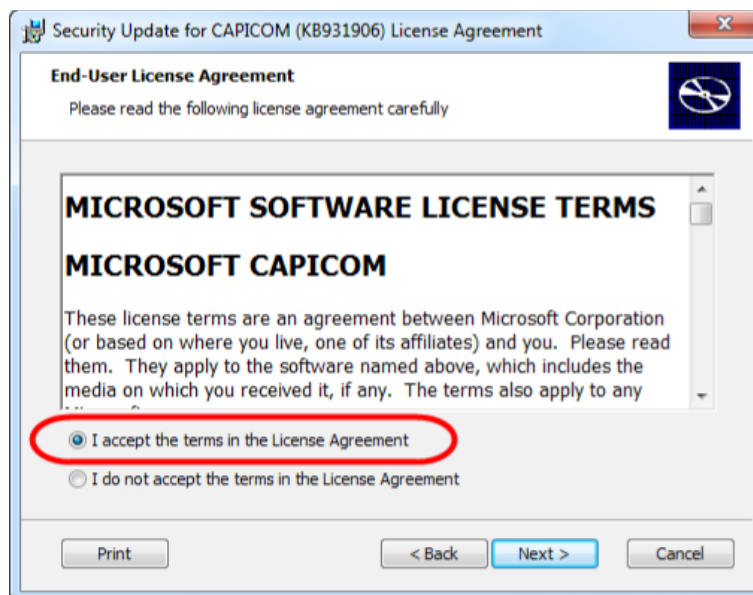 Security Update for CAPICOM (KB931906) License Agreement
End-User License Agreement
Please read the following license agreement carefully
MICROSOFT SOFTWARE LICENSE TERMS
MICROSOFT CAPICOM
These license terms are an agreement between Microsoft Corporation
(or based on where you live, one of its affiliates) and you.  Please read
them.  They apply to the software named above, which includes the
media on which you received it, if any.  The terms also apply to any
I accept the terms in the License Agreement
I do not accept the terms in the License Agreement
Print
< Back
Next >
Cancel